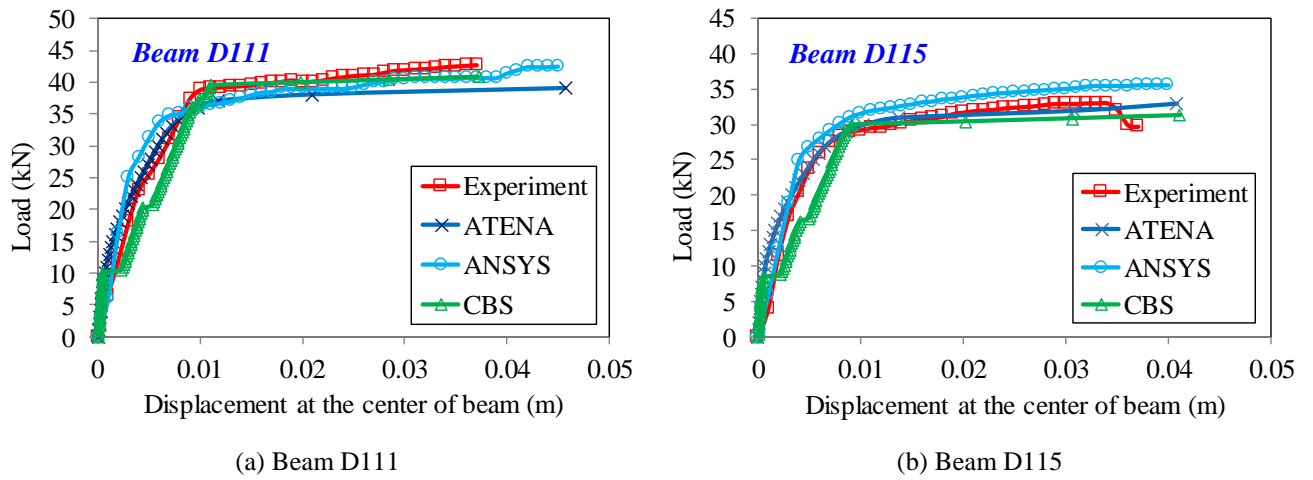 Beam D111
Load (kN)
50
45
40
35
30
25
20
15
10
5
0
Experiment
ATENA
ANSYS
CBS
0 0.01 0.02 0.03 0.04 0.05
Displacement at the center of beam (m)
(a) Beam D111
Beam D115
Load (kN)
45
40
35
30
25
20
15
10
5
0
Experiment
ATENA
ANSYS
CBS
0 0.01 0.02 0.03 0.04 0.05
Displacement at the center of beam (m)
(b) Beam D115